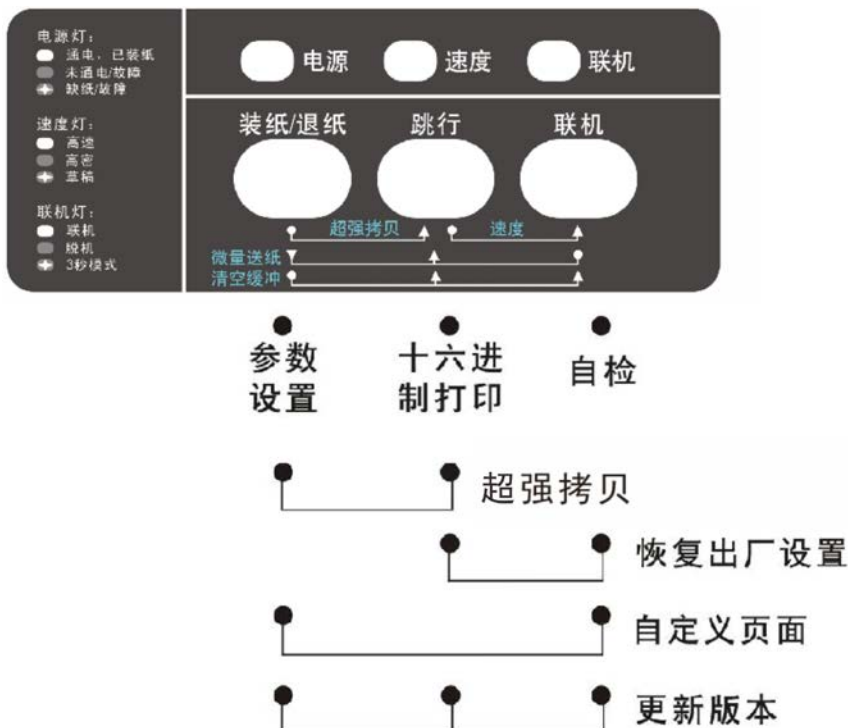 电源灯：
通电，已装纸
未通电/故障
缺纸/故障
速度灯：
高速
高密
草稿
联机灯：
联机
脱机
3秒模式
电源 速度 联机
装纸/退纸 跳行 联机
超强拷贝 速度
微量送纸
清空缓冲
参数 十六进 自检
设置 制打印
超强拷贝
恢复出厂设置
自定义页面
更新版本